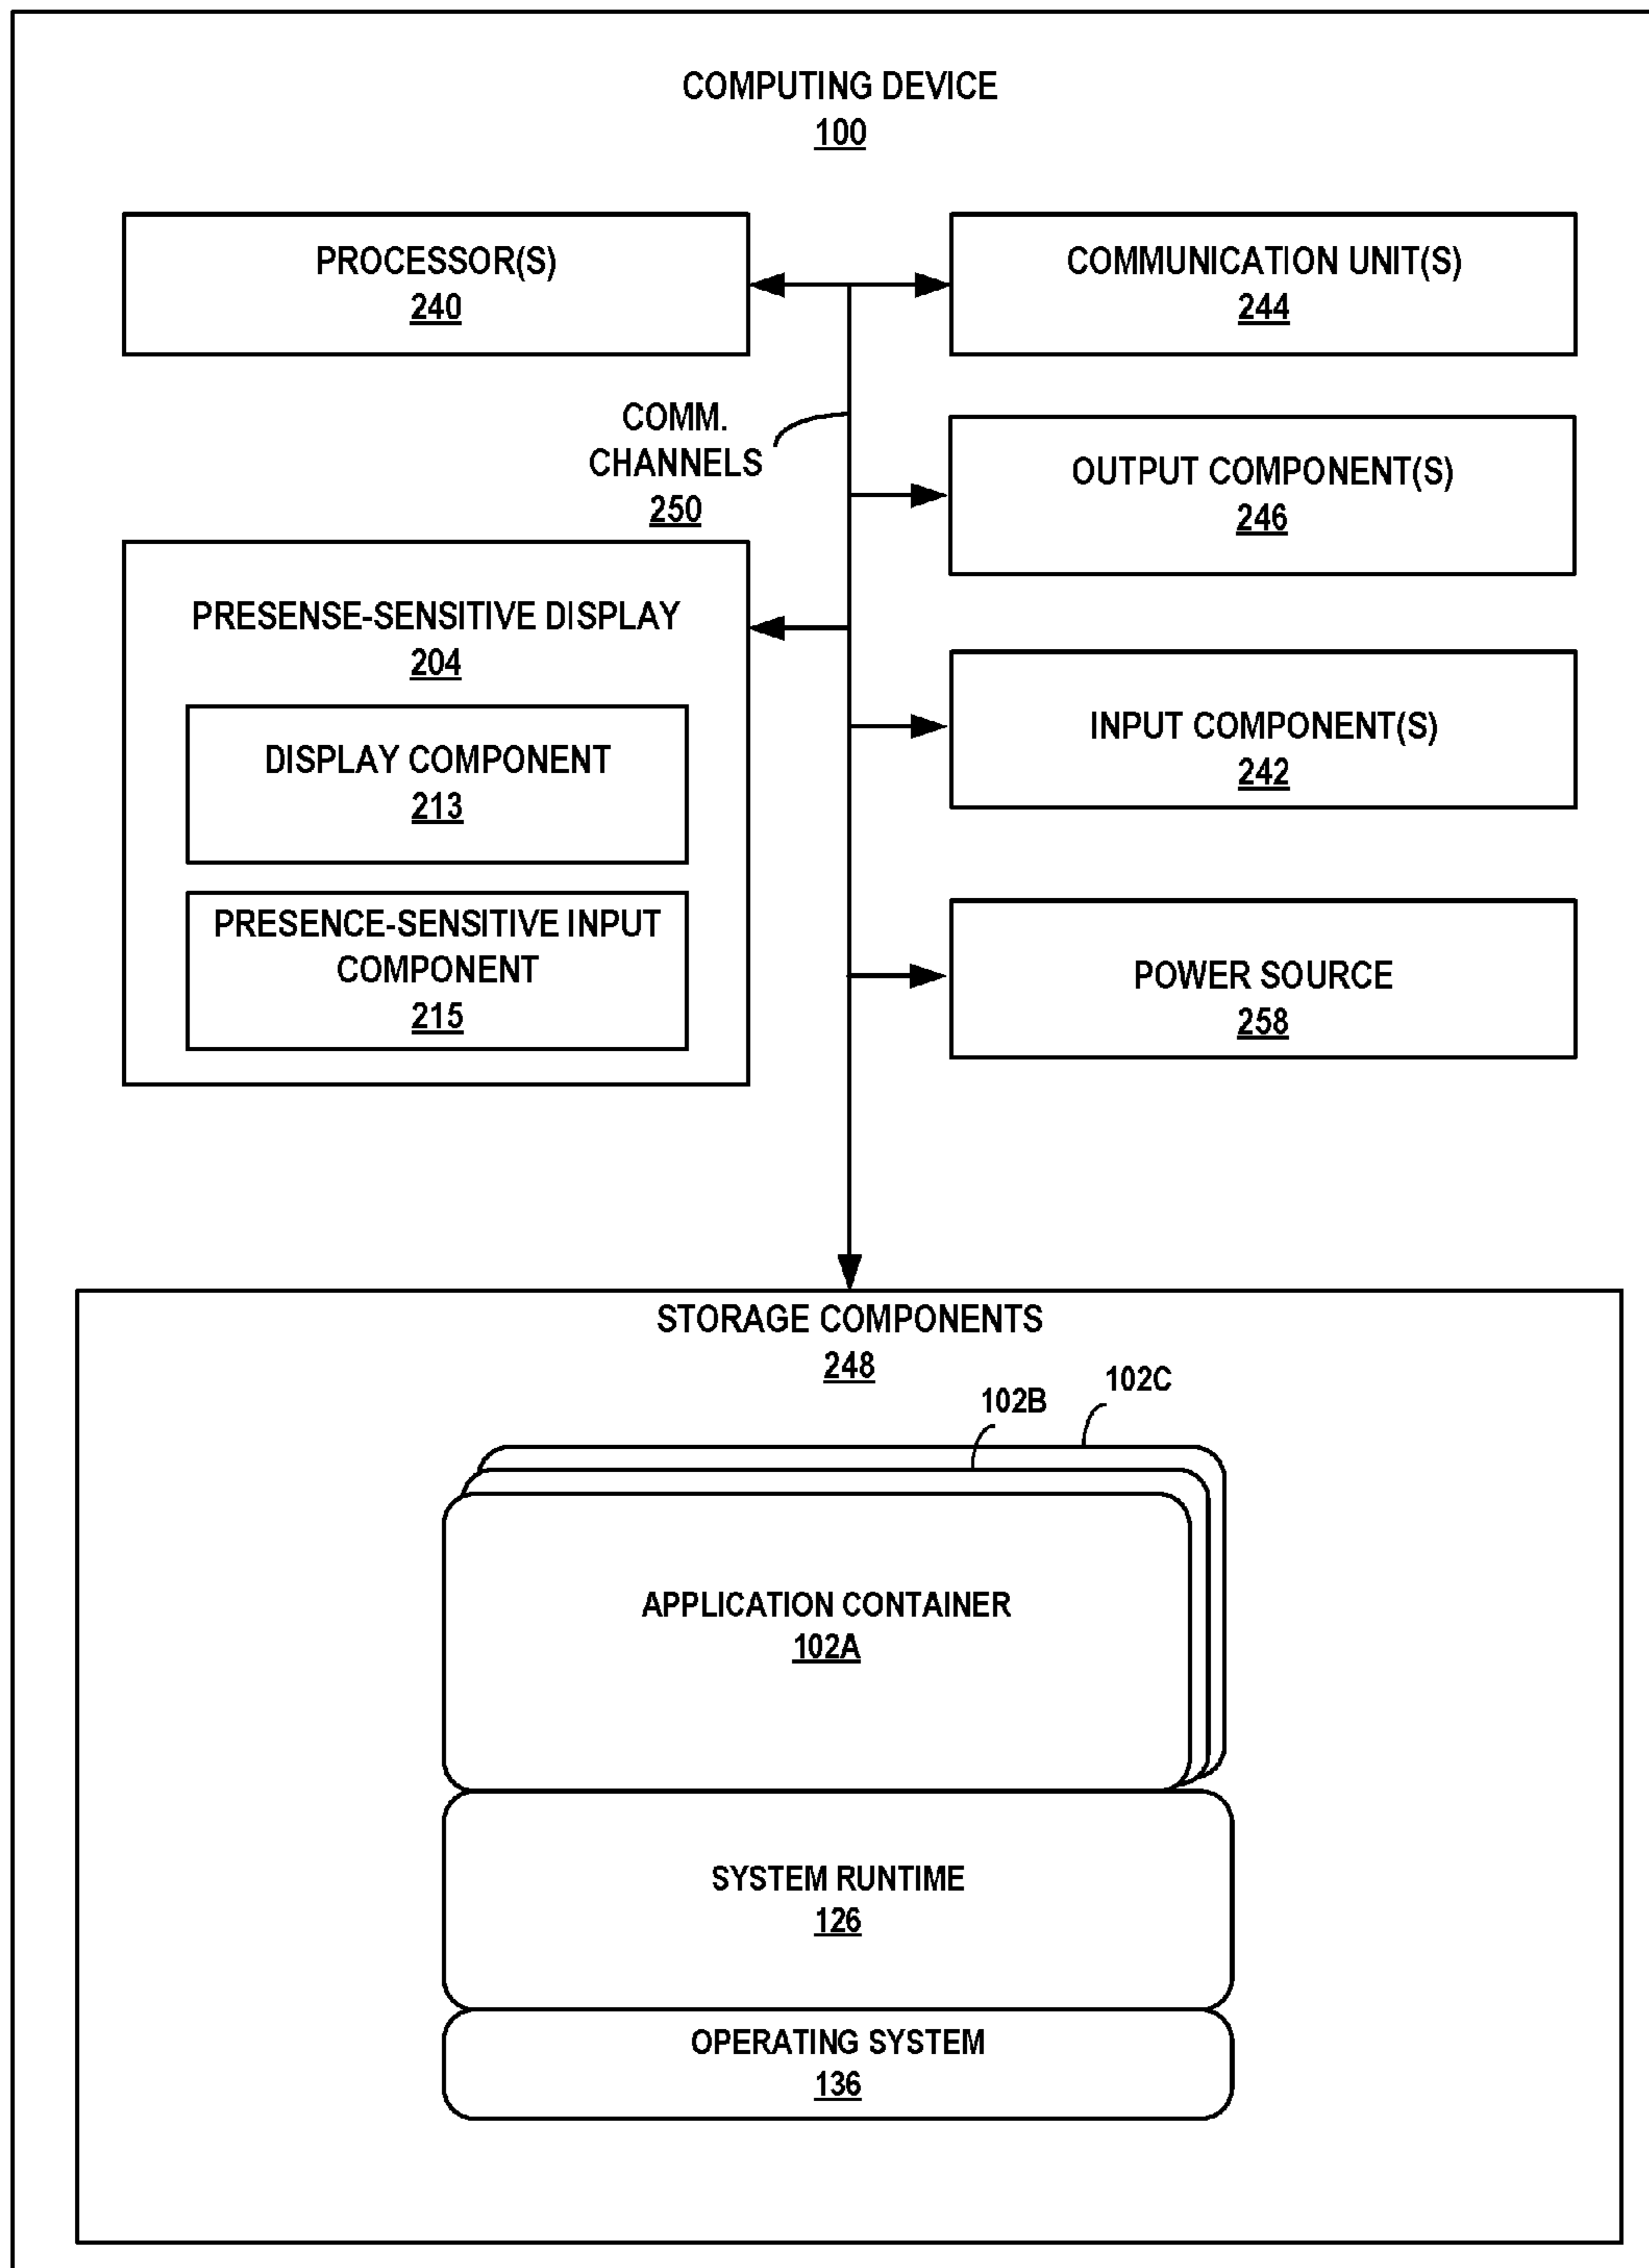 COMPUTING DEVICE
100
PROCESSOR(S)
240
COMMUNICATION UNIT(S)
244
COMM.
CHANNELS
250
OUTPUT COMPONENT(S)
246
PRESENSE-SENSITIVE DISPLAY
204
DISPLAY COMPONENT
213
PRESENCE-SENSITIVE INPUT
COMPONENT
215
INPUT COMPONENT(S)
242
POWER SOURCE
258
STORAGE COMPONENTS
248
102B
102C
APPLICATION CONTAINER
102A
SYSTEM RUNTIME
126
OPERATING SYSTEM
136